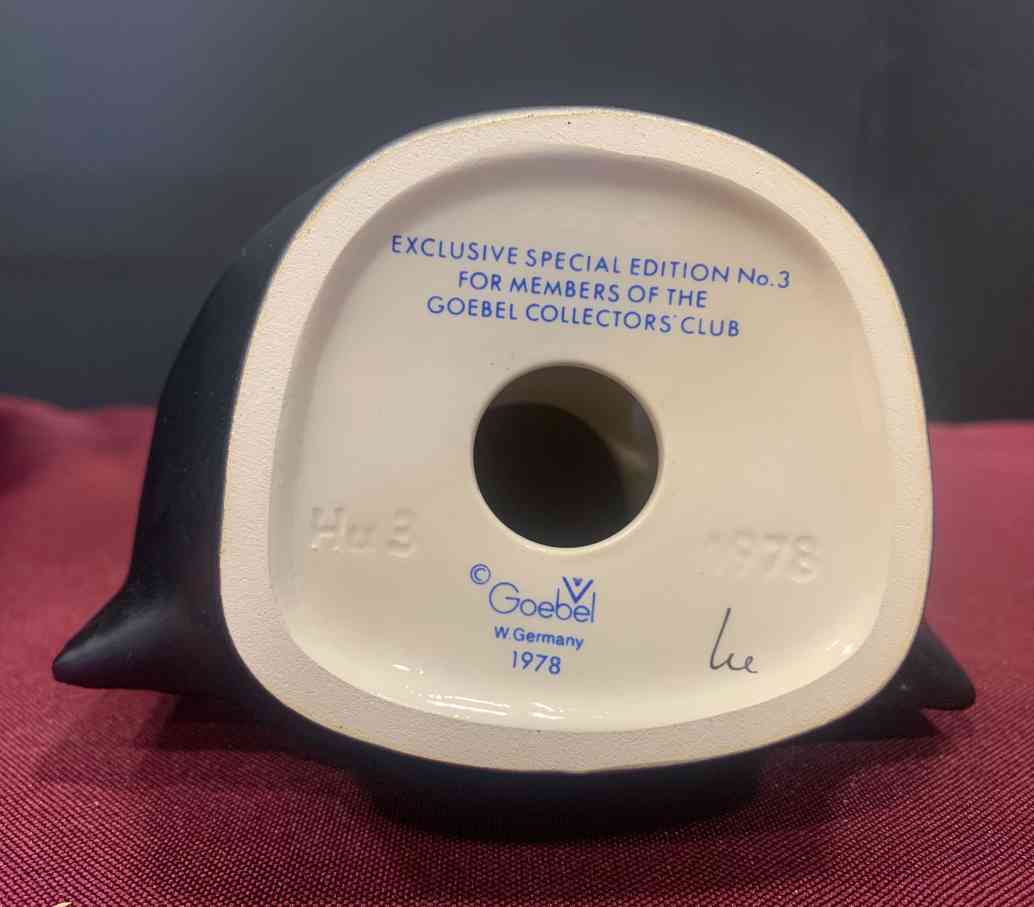 EXCLUSIVE SPECIAL EDITION No.3
FOR MEMBERS OF THE
GOEBEL COLLECTORS' CLUB
Hu 3
1978
© Goebel
W.Germany
1978